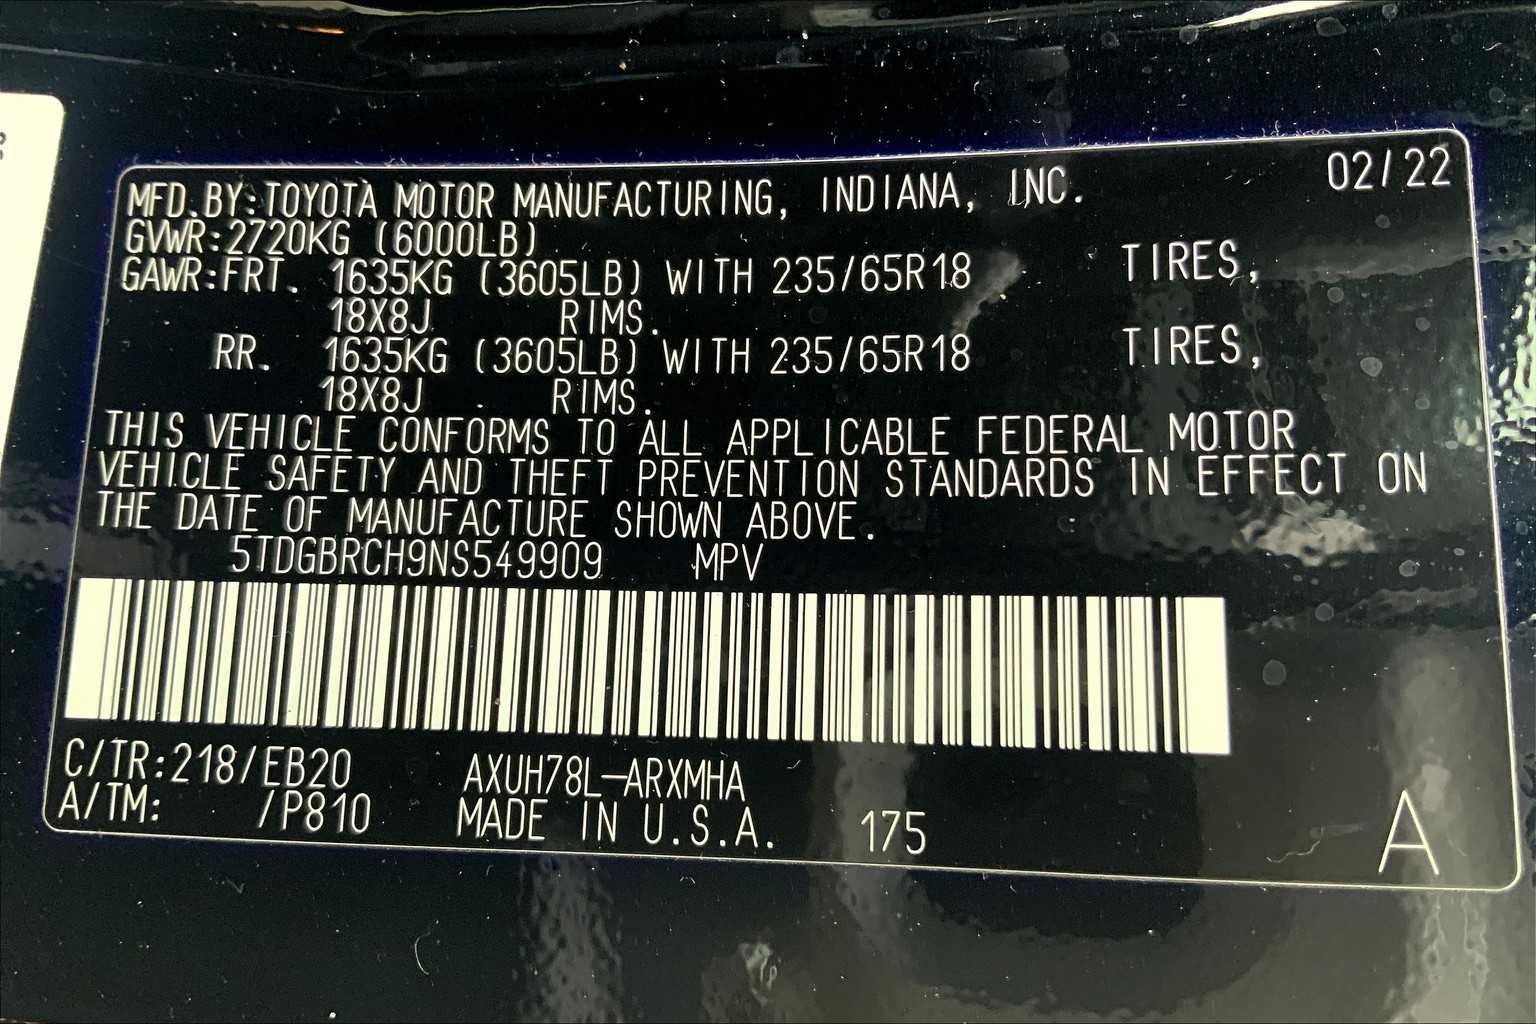 MFD.BY:TOYOTA MOTOR MANUFACTURING, INDIANA, INC. 02/22
GVWR:2720KG (6000LB)
GAWR:FRT. 1635KG (3605LB) WITH 235/65R18 TIRES,
18X8J RIMS.
RR. 1635KG (3605LB) WITH 235/65R18 TIRES,
18X8J RIMS.
THIS VEHICLE CONFORMS TO ALL APPLICABLE FEDERAL MOTOR
VEHICLE SAFETY AND THEFT PREVENTION STANDARDS IN EFFECT ON
THE DATE OF MANUFACTURE SHOWN ABOVE.
5TDGBRCH9NS549909 MPV
C/TR:218/EB20 AXUH78L-ARXMHA
A/TM: /P810 MADE IN U.S.A. 175 A